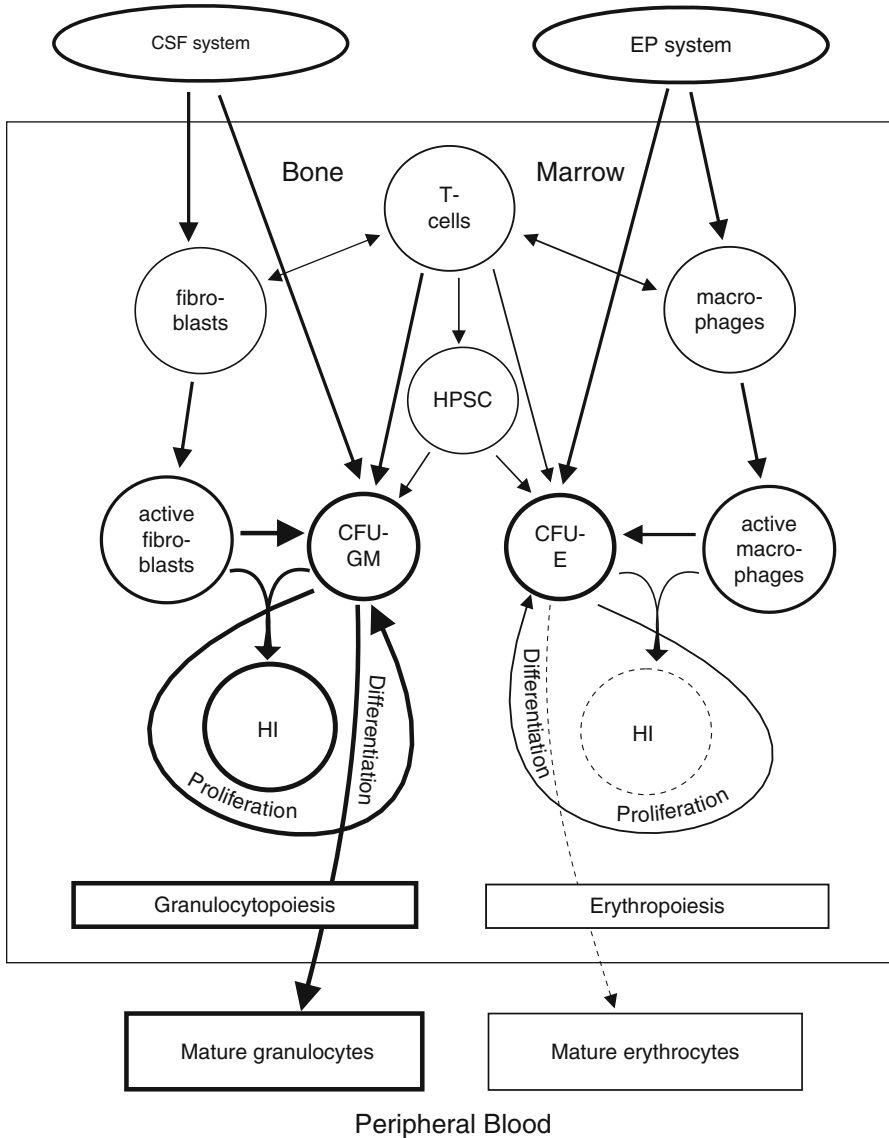 CSF system
EP system
Bone
Marrow
T-
cells
fibro-
blasts
macro-
phages
HPSC
active
fibro-
blasts
CFU-
GM
CFU-
E
active
macro-
phages
HI
Proliferation
Differentiation
Differentiation
HI
Proliferation
Granulocytopoiesis
Erythropoiesis
Mature granulocytes
Mature erythrocytes
Peripheral Blood